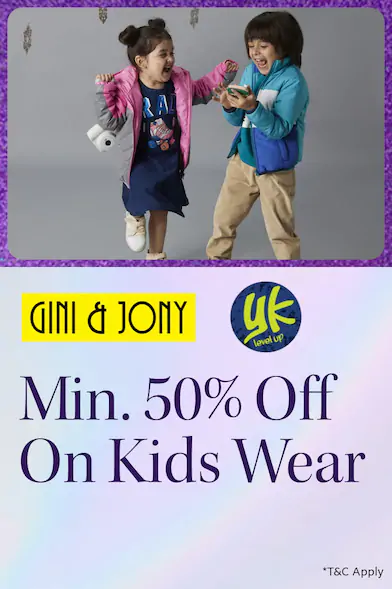 GINI & JONY
yk
level up
Min. 50% Off
On Kids Wear
*T&C Apply